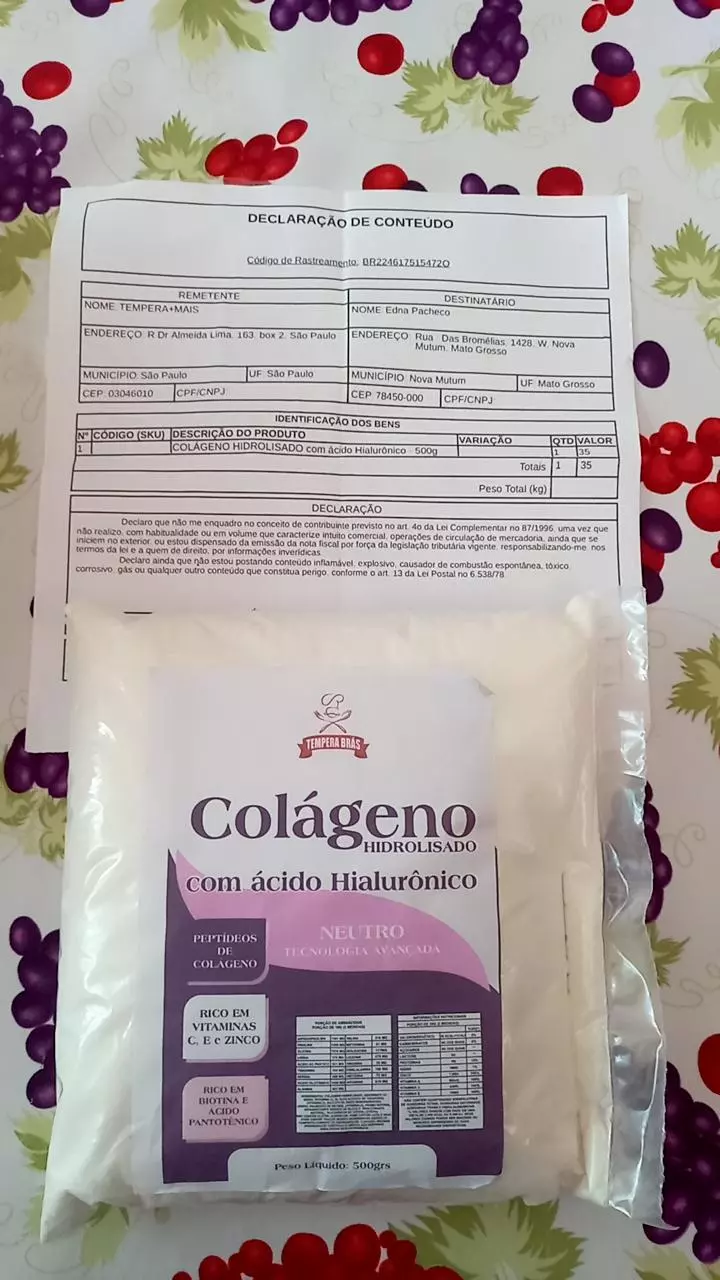 DECLARAÇÃO DE CONTEÚDO
Código de Rastreamento: BR224617515472O
REMETENTE
NOME TEMPERA+MAIS
ENDEREÇO R Dr Almeida Lima, 163, box 2, São Paulo
MUNICÍPIO São Paulo UF São Paulo
CEP 03046010 CPF/CNPJ
DESTINATÁRIO
NOME Edna Pacheco
ENDEREÇO Rua Das Bromélias, 1428, W, Nova
Mutum, Mato Grosso
MUNICÍPIO Nova Mutum UF Mato Grosso
CEP 78450-000 CPF/CNPJ
IDENTIFICAÇÃO DOS BENS
Nº CÓDIGO (SKU) DESCRIÇÃO DO PRODUTO VARIAÇÃO QTD VALOR
1 COLÁGENO HIDROLISADO com ácido Hialurônico - 500g 1 35
Totais 1 35
Peso Total (kg)
DECLARAÇÃO
Declaro que não me enquadro no conceito de contribuinte previsto no art. 4o da Lei Complementar no 87/1996, uma vez que
não realizo, com habitualidade ou em volume que caracterize intuito comercial, operações de circulação de mercadoria, ainda que se
iniciem no exterior, ou estou dispensado da emissão da nota fiscal por força da legislação tributária vigente, responsabilizando-me, nos
termos da lei e a quem de direito, por informações inverídicas.
Declaro ainda que não estou postando conteúdo inflamável, explosivo, causador de combustão espontânea, tóxico,
corrosivo, gás ou qualquer outro conteúdo que constitua perigo, conforme o art. 13 da Lei Postal no 6.538/78.
TEMPERA BRÁS
Colágeno
HIDROLISADO
com ácido Hialurônico
NEUTRO
TECNOLOGIA AVANÇADA
PEPTÍDEOS
DE
COLÁGENO
RICO EM
VITAMINAS
C, E e ZINCO
RICO EM
BIOTINA E
ÁCIDO
PANTOTÊNICO
Peso Líquido: 500grs